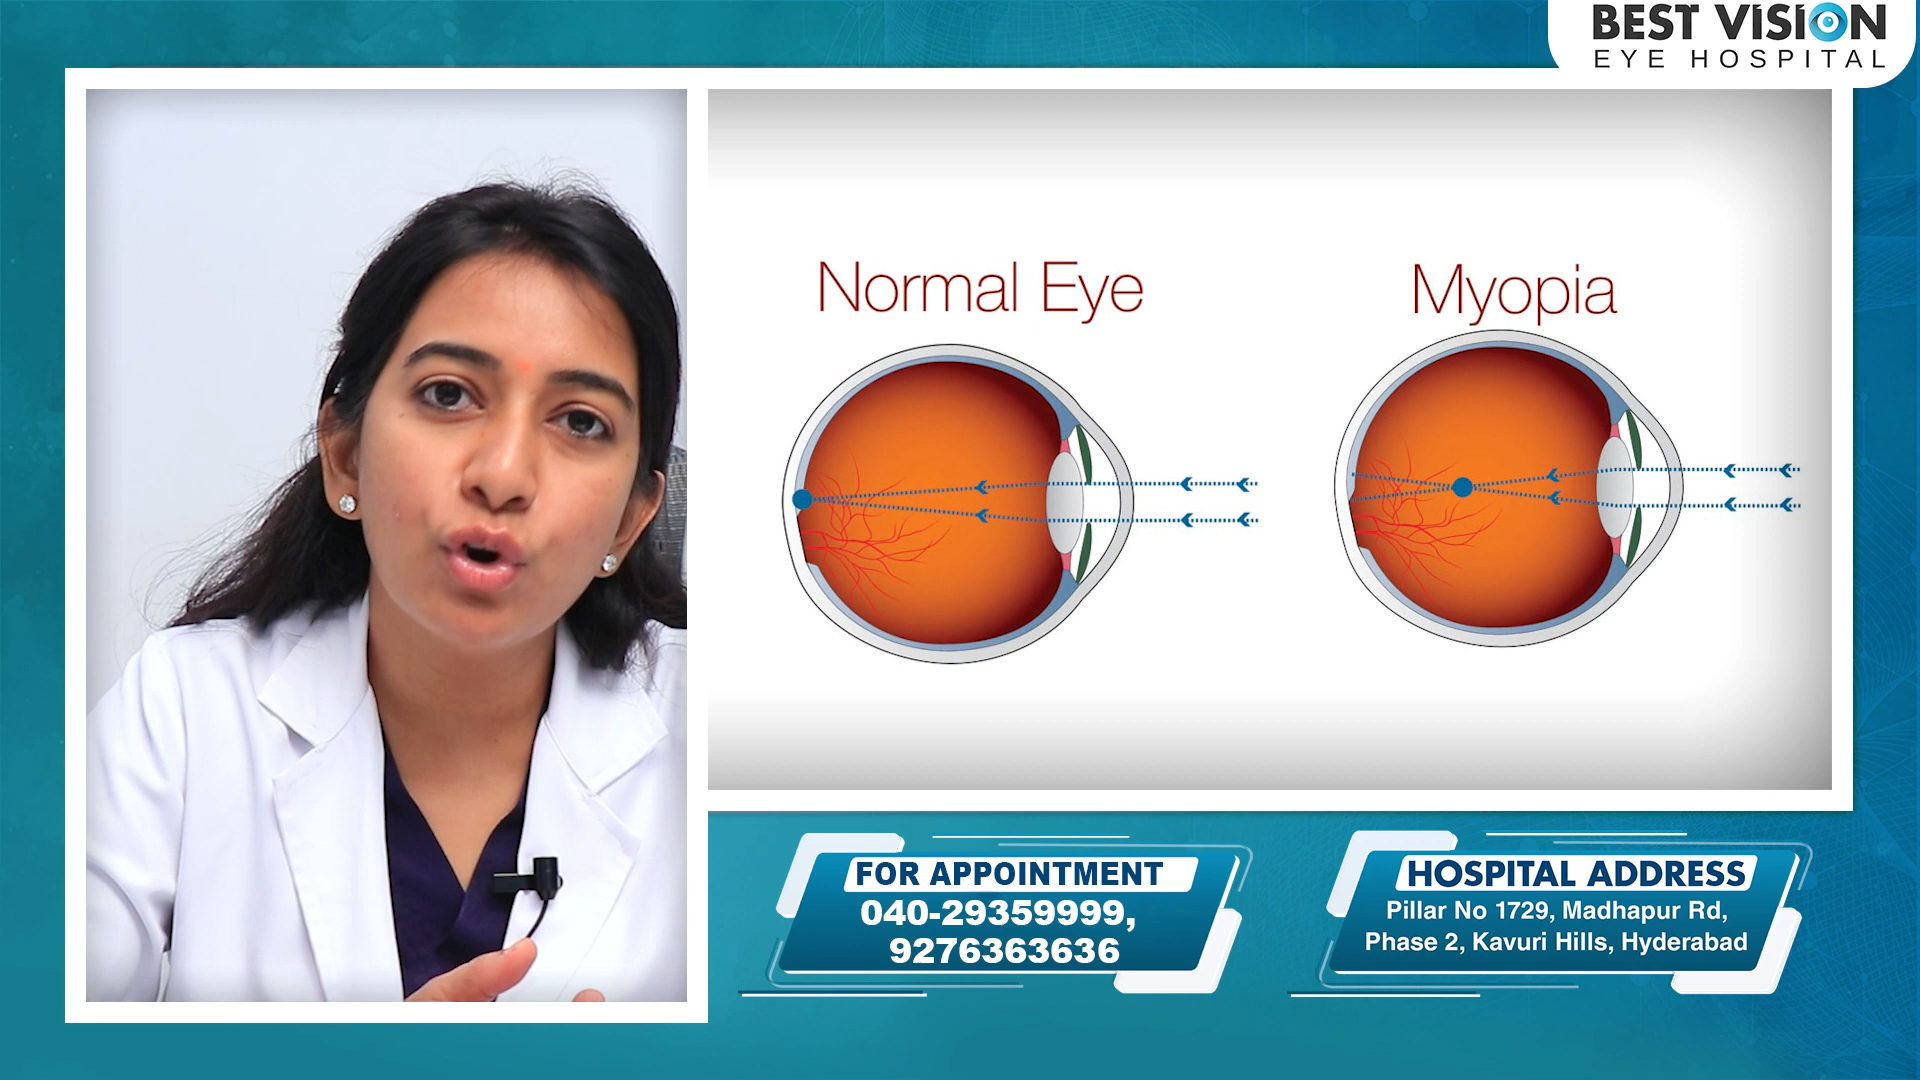 BEST VISION
EYE HOSPITAL
Normal Eye
Myopia
FOR APPOINTMENT
040-29359999,
9276363636
HOSPITAL ADDRESS
Pillar No 1729, Madhapur Rd,
Phase 2, Kavuri Hills, Hyderabad